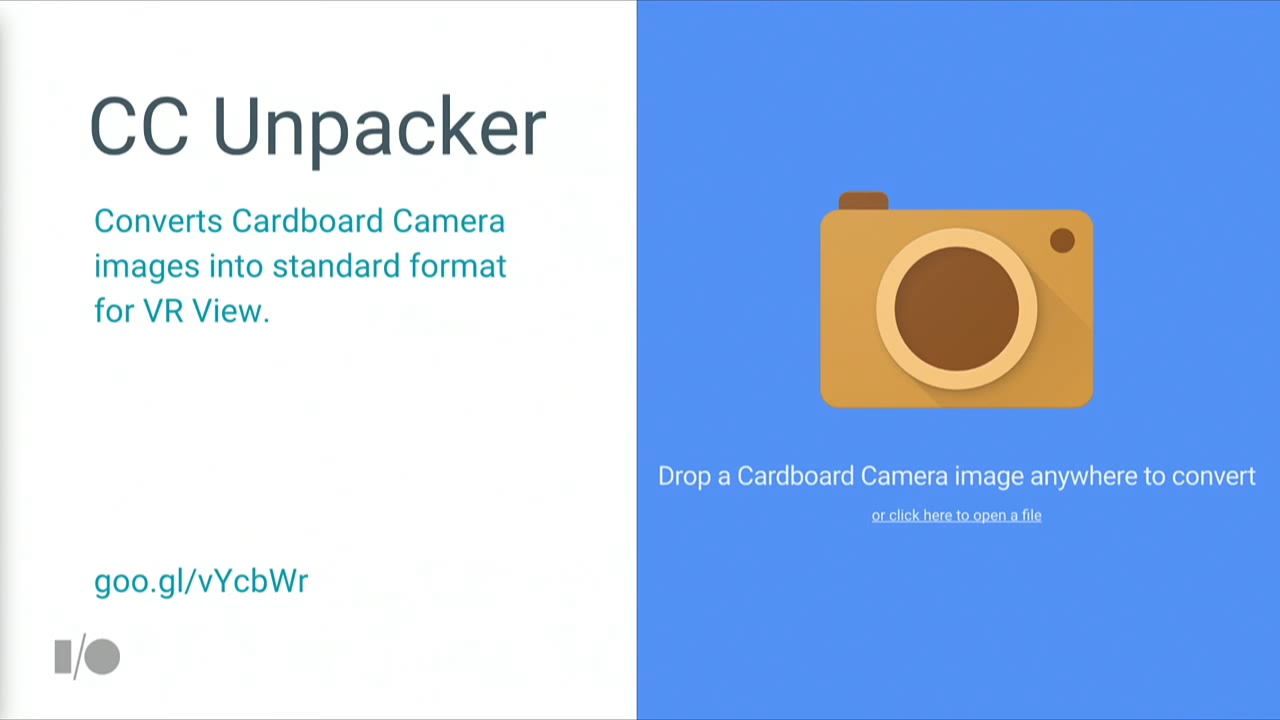 CC Unpacker
Converts Cardboard Camera
images into standard format
for VR View.
goo.gl/vYcbWr
I/O
Drop a Cardboard Camera image anywhere to convert
or click here to open a file